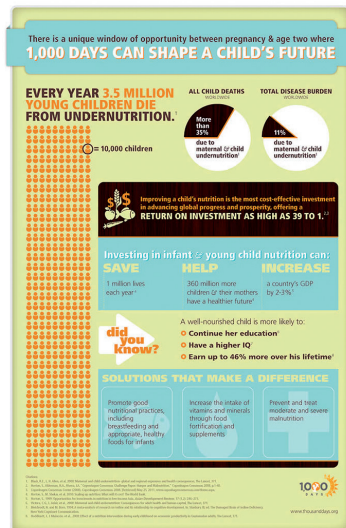 There is a unique window of opportunity between pregnancy & age two where
1,000 DAYS CAN SHAPE A CHILD'S FUTURE
EVERY YEAR 3.5 MILLION
YOUNG CHILDREN DIE
FROM UNDERNUTRITION.¹
= 10,000 children
ALL CHILD DEATHS
WORLDWIDE
More
than
35%
due to
maternal & child
undernutrition¹
TOTAL DISEASE BURDEN
WORLDWIDE
11%
due to
maternal & child
undernutrition¹
Improving a child's nutrition is the most cost-effective investment
in advancing global progress and prosperity, offering a
RETURN ON INVESTMENT AS HIGH AS 39 TO 1.
Investing in infant & young child nutrition can:
SAVE
1 million lives
each year
HELP
360 million more
children & their mothers
have a healthier future
INCREASE
a country's GDP
by 2-3%
did
you
know?
A well-nourished child is more likely to:
Continue her education
Have a higher IQ
Earn up to 46% more over his lifetime
SOLUTIONS THAT MAKE A DIFFERENCE
Promote good
nutritional practices,
including
breastfeeding and
appropriate, healthy
foods for infants
Increase the intake of
vitamins and minerals
through food
fortification and
supplements
Prevent and treat
moderate and severe
malnutrition
1,000
DAYS
www.thousanddays.org